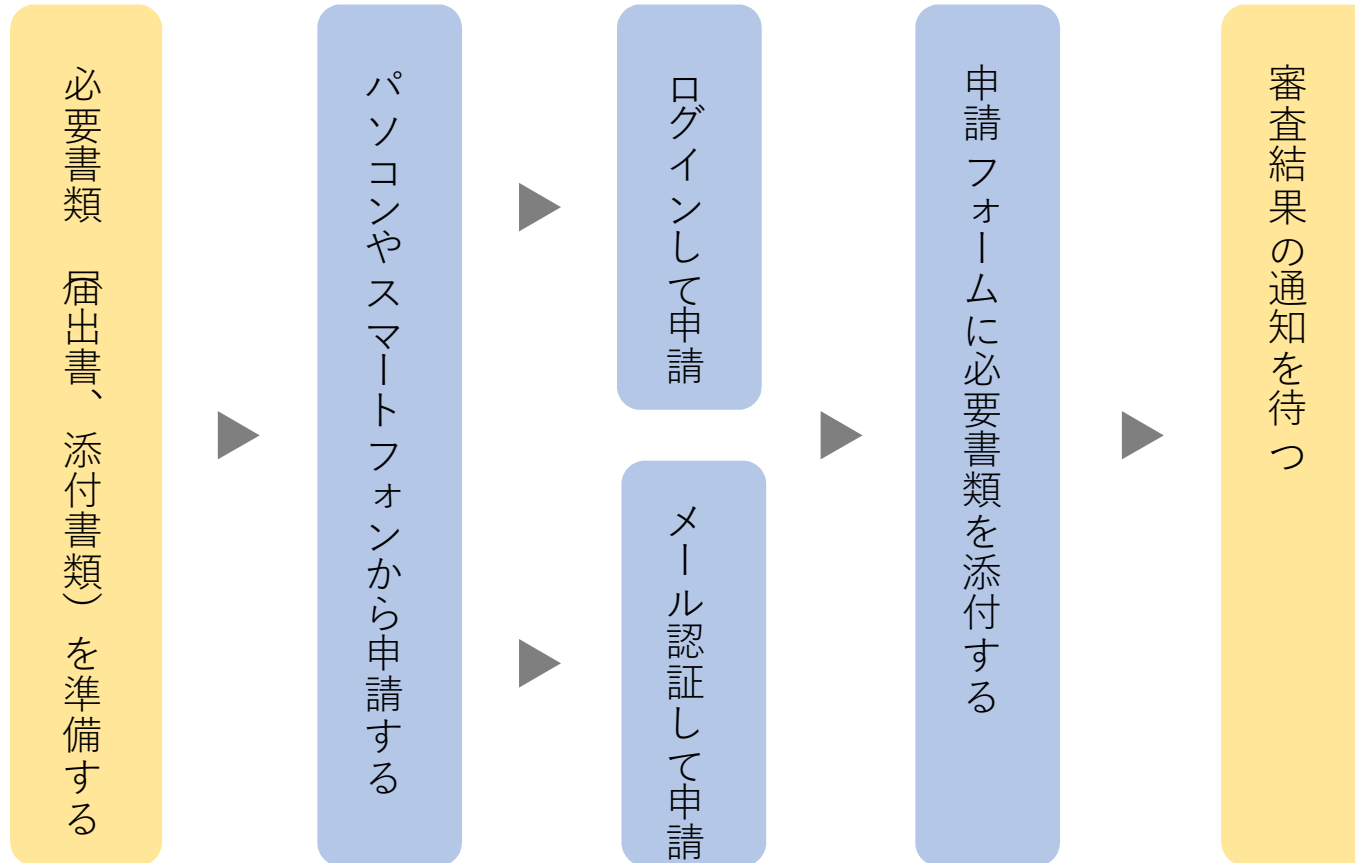 必要書類（届出書、添付書類）を準備する
パソコンやスマートフォンから申請する
ログインして申請
メール認証して申請
申請フォームに必要書類を添付する
審査結果の通知を待つ